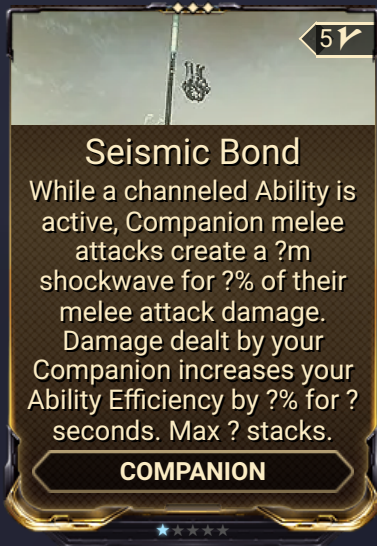 5
Seismic Bond
While a channeled Ability is
active, Companion melee
attacks create a ?m
shockwave for ?% of their
melee attack damage.
Damage dealt by your
Companion increases your
Ability Efficiency by ?% for ?
seconds. Max ? stacks.
COMPANION